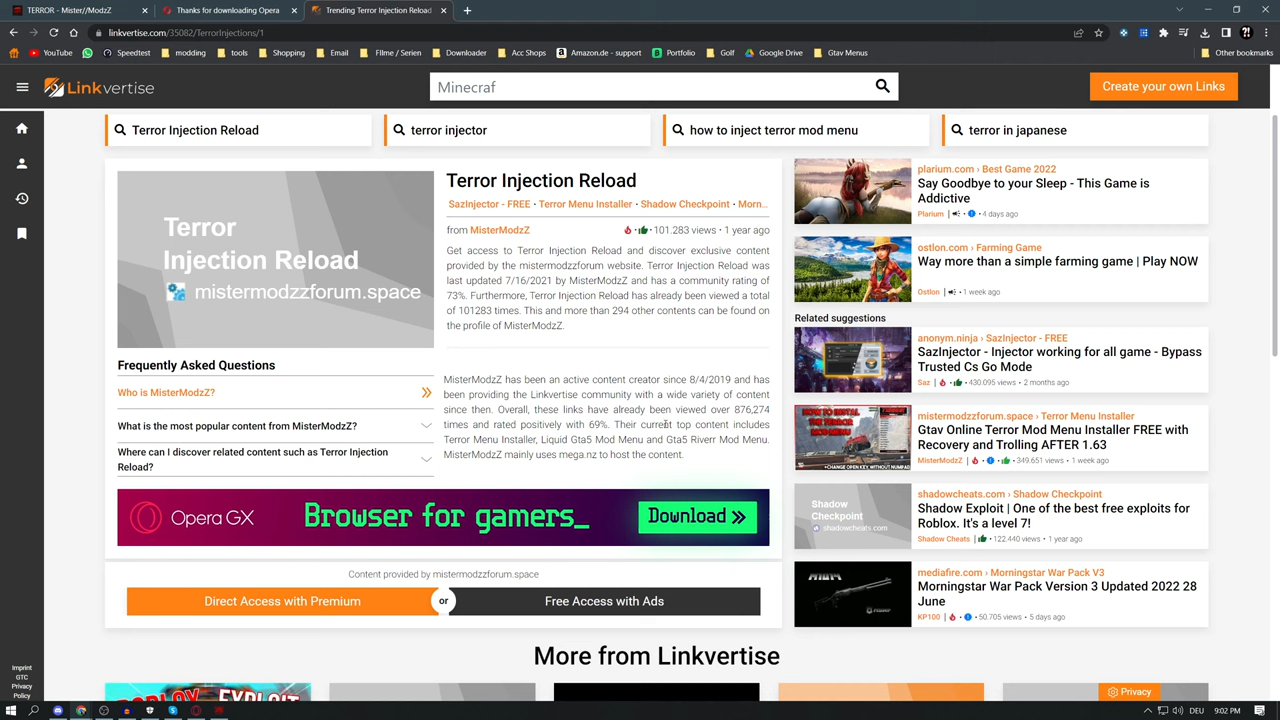 TERROR - Mister//ModzZ
Thanks for downloading Opera
Trending Terror Injection Reload
linkvertise.com/35082/TerrorInjections/1
YouTube
Speedtest
modding
tools
Shopping
Email
FIlme / Serien
Downloader
Acc Shops
Amazon.de - support
Portfolio
Golf
Google Drive
Gtav Menus
Other bookmarks
Linkvertise
Minecraf
Create your own Links
Terror Injection Reload
terror injector
how to inject terror mod menu
terror in japanese
Terror
Injection Reload
mistermodzzforum.space
Terror Injection Reload
SazInjector - FREE · Terror Menu Installer · Shadow Checkpoint · Morn...
from MisterModzZ
101.283 views • 1 year ago
Get access to Terror Injection Reload and discover exclusive content
provided by the mistermodzzforum website. Terror Injection Reload was
last updated 7/16/2021 by MisterModzZ and has a community rating of
73%. Furthermore, Terror Injection Reload has already been viewed a total
of 101283 times. This and more than 294 other contents can be found on
the profile of MisterModzZ.
Frequently Asked Questions
Who is MisterModzZ?
What is the most popular content from MisterModzZ?
Where can I discover related content such as Terror Injection
Reload?
MisterModzZ has been an active content creator since 8/4/2019 and has
been providing the Linkvertise community with a wide variety of content
since then. Overall, these links have already been viewed over 876,274
times and rated positively with 69%. Their current top content includes
Terror Menu Installer, Liquid Gta5 Mod Menu and Gta5 Riverr Mod Menu.
MisterModzZ mainly uses mega.nz to host the content.
Opera GX
Browser for gamers_
Download »
Content provided by mistermodzzforum.space
Direct Access with Premium
or
Free Access with Ads
plarium.com › Best Game 2022
Say Goodbye to your Sleep - This Game is
Addictive
Plarium
4 days ago
ostlon.com › Farming Game
Way more than a simple farming game | Play NOW
Ostlon
1 week ago
Related suggestions
anonym.ninja › SazInjector - FREE
SazInjector - Injector working for all game - Bypass
Trusted Cs Go Mode
Saz
430.095 views • 2 months ago
mistermodzzforum.space › Terror Menu Installer
Gtav Online Terror Mod Menu Installer FREE with
Recovery and Trolling AFTER 1.63
MisterModzZ
349.651 views • 1 week ago
+CHANGE OPEN KEY WITHOUT NUMPAD
Shadow
Checkpoint
shadowcheats.com
shadowcheats.com › Shadow Checkpoint
Shadow Exploit | One of the best free exploits for
Roblox. It's a level 7!
Shadow Cheats
122.440 views • 1 year ago
mediafire.com › Morningstar War Pack V3
Morningstar War Pack Version 3 Updated 2022 28
June
KP100
50.705 views • 5 days ago
More from Linkvertise
Imprint
GTC
Privacy
Policy
Privacy
DEU
9:02 PM